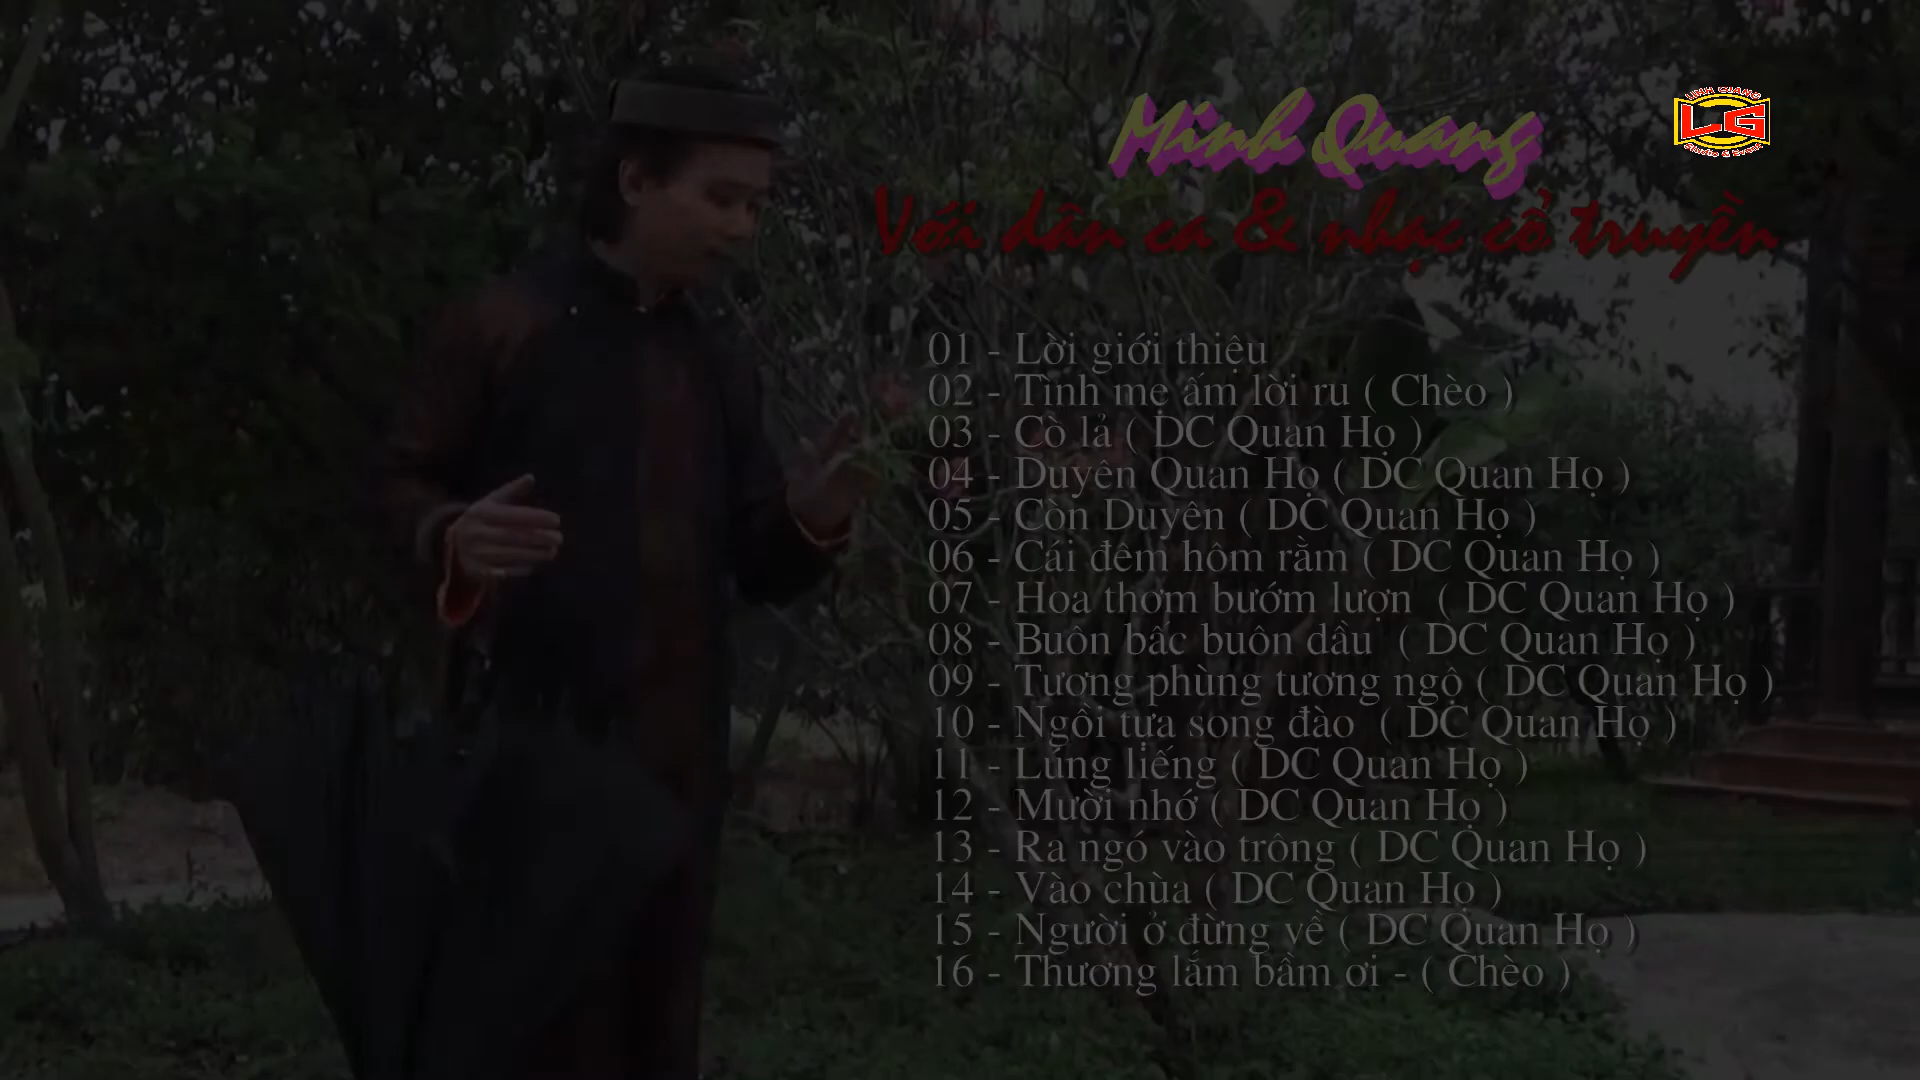 Minh Quang
LINH QUANG
LG
Studio & Event
Với dân ca & nhạc cổ truyền
01 - Lời giới thiệu
02 - Tình mẹ ấm lời ru ( Chèo )
03 - Cò lả ( DC Quan Họ )
04 - Duyên Quan Họ ( DC Quan Họ )
05 - Còn Duyên ( DC Quan Họ )
06 - Cái đêm hôm rằm ( DC Quan Họ )
07 - Hoa thơm bướm lượn ( DC Quan Họ )
08 - Buôn bấc buôn dầu ( DC Quan Họ )
09 - Tương phùng tương ngộ ( DC Quan Họ )
10 - Ngồi tựa song đào ( DC Quan Họ )
11 - Lúng liếng ( DC Quan Họ )
12 - Mười nhớ ( DC Quan Họ )
13 - Ra ngó vào trông ( DC Quan Họ )
14 - Vào chùa ( DC Quan Họ )
15 - Người ở đừng về ( DC Quan Họ )
16 - Thương lắm bầm ơi - ( Chèo )